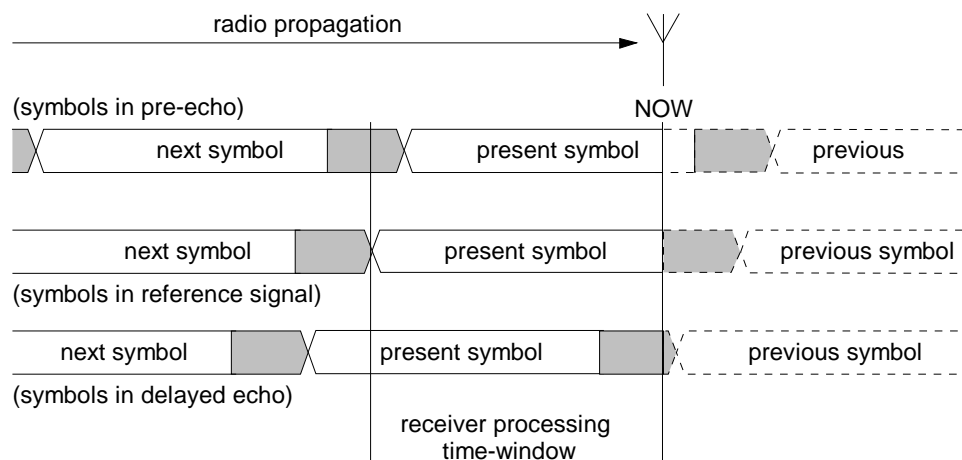 radio propagation
(symbols in pre-echo)
NOW
next symbol present symbol previous
next symbol present symbol previous symbol
(symbols in reference signal)
next symbol present symbol previous symbol
(symbols in delayed echo)
receiver processing
time-window